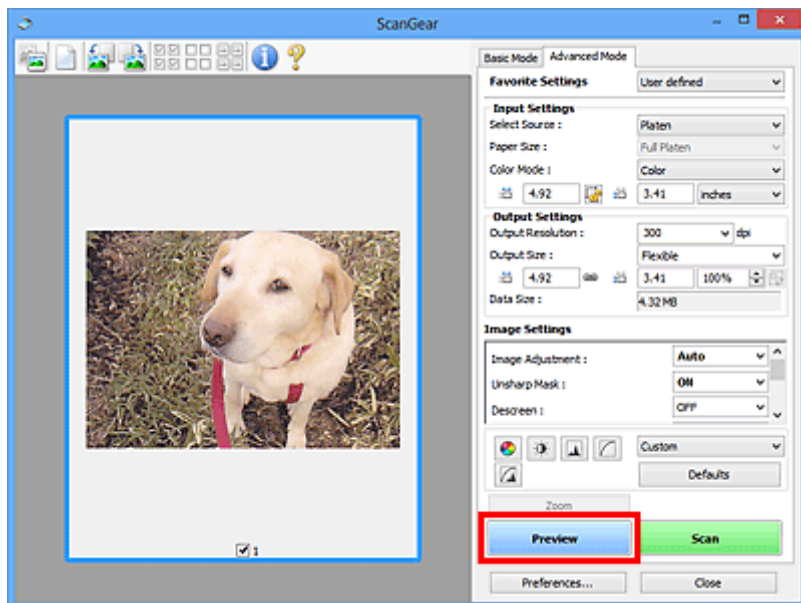 ScanGear
Basic Mode Advanced Mode
Favorite Settings User defined
Input Settings
Select Source : Platen
Paper Size : Full Platen
Color Mode : Color
4.92 3.41 inches
Output Settings
Output Resolution : 300 dpi
Output Size : Flexible
4.92 3.41 100%
Data Size : 4.32 MB
Image Settings
Image Adjustment : Auto
Unsharp Mask : ON
Descreen : OFF
Custom
Defaults
Zoom
Preview Scan
1
Preferences... Close